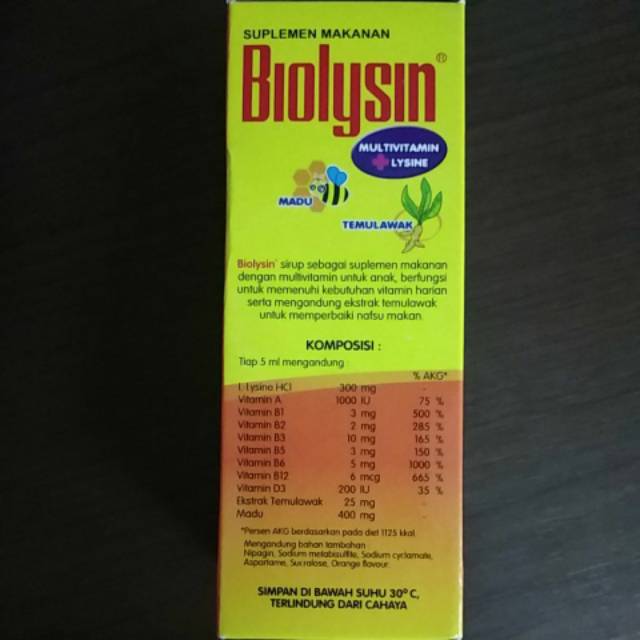 SUPLEMEN MAKANAN
Biolysin®
MULTIVITAMIN
+ LYSINE
MADU
TEMULAWAK
Biolysin® sirup sebagai suplemen makanan
dengan multivitamin untuk anak, berfungsi
untuk memenuhi kebutuhan vitamin harian
serta mengandung ekstrak temulawak
untuk memperbaiki nafsu makan.
KOMPOSISI :
Tiap 5 ml mengandung :
% AKG*
L Lysine HCl 300 mg -
Vitamin A 1000 IU 75 %
Vitamin B1 3 mg 500 %
Vitamin B2 2 mg 285 %
Vitamin B3 10 mg 165 %
Vitamin B5 3 mg 150 %
Vitamin B6 5 mg 1000 %
Vitamin B12 6 mcg 665 %
Vitamin D3 200 IU 35 %
Ekstrak Temulawak 25 mg -
Madu 400 mg -
*Persen AKG berdasarkan pada diet 1125 kkal.
Mengandung bahan tambahan :
Nipagin, Sodium metabisulfite, Sodium cyclamate,
Aspartame, Sucralose, Orange flavour.
SIMPAN DI BAWAH SUHU 30°C,
TERLINDUNG DARI CAHAYA